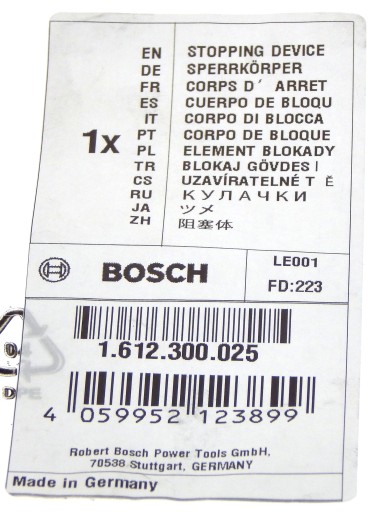 EN STOPPING DEVICE
DE SPERRKÖRPER
FR CORPS D´ ARRET
ES CUERPO DE BLOQU
IT CORPO DI BLOCCA
1x PT CORPO DE BLOQUE
PL ELEMENT BLOKADY
TR BLOKAJ GÖVDES I
CS UZAVÍRATELNÉ T Ě
RU КУЛАЧКИ
JA ツメ
ZH 阻塞体
BOSCH
LE001
FD:223
1.612.300.025
4 059952 123899
Robert Bosch Power Tools GmbH,
70538 Stuttgart, GERMANY
Made in Germany